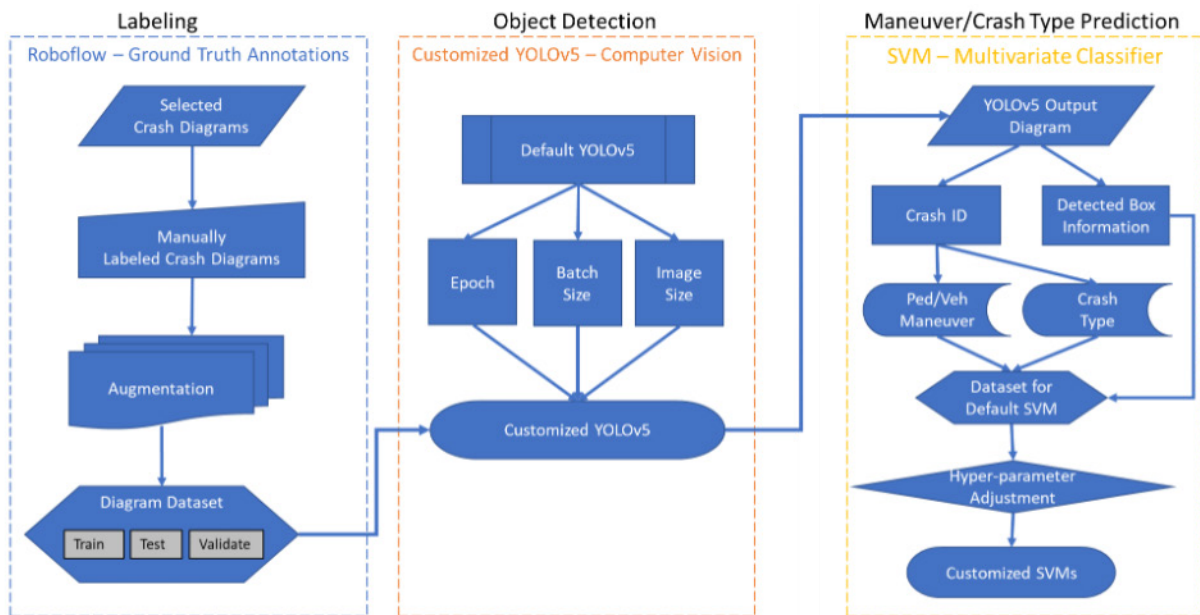 Labeling
Roboflow – Ground Truth Annotations
Selected
Crash Diagrams
Manually
Labeled Crash Diagrams
Augmentation
Diagram Dataset
Train
Test
Validate
Object Detection
Customized YOLOv5 – Computer Vision
Default YOLOv5
Epoch
Batch
Size
Image
Size
Customized YOLOv5
Maneuver/Crash Type Prediction
SVM – Multivariate Classifier
YOLOv5 Output
Diagram
Crash ID
Detected Box
Information
Ped/Veh
Maneuver
Crash
Type
Dataset for
Default SVM
Hyper-parameter
Adjustment
Customized SVMs